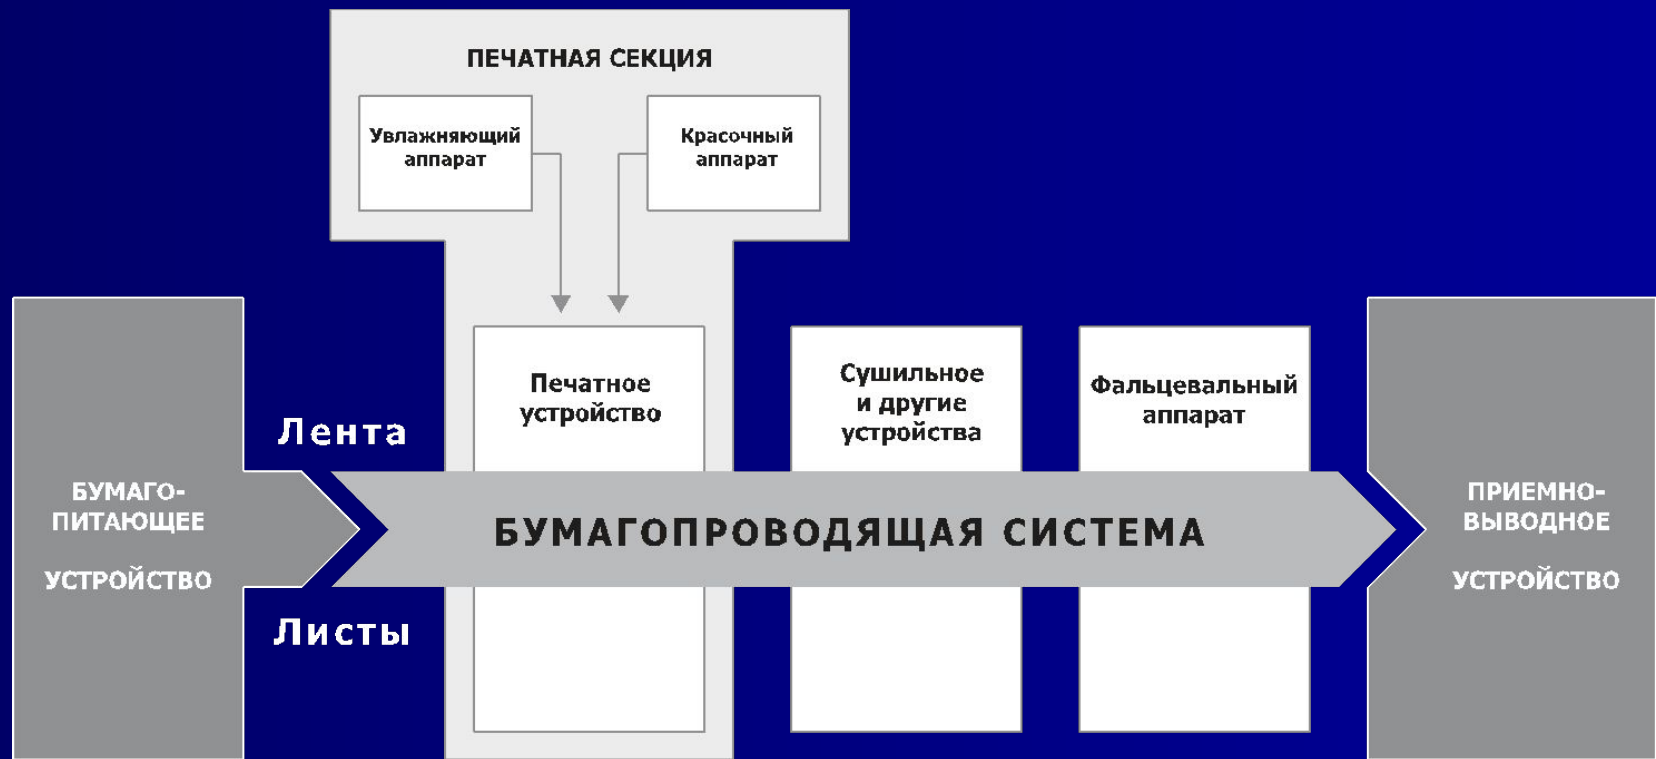 ПЕЧАТНАЯ СЕКЦИЯ
Увлажняющий
аппарат
Красочный
аппарат
Печатное
устройство
Сушильное
и другие
устройства
Фальцевальный
аппарат
Лента
БУМАГО-
ПИТАЮЩЕЕ
УСТРОЙСТВО
БУМАГОПРОВОДЯЩАЯ СИСТЕМА
ПРИЕМНО-
ВЫВОДНОЕ
УСТРОЙСТВО
Листы